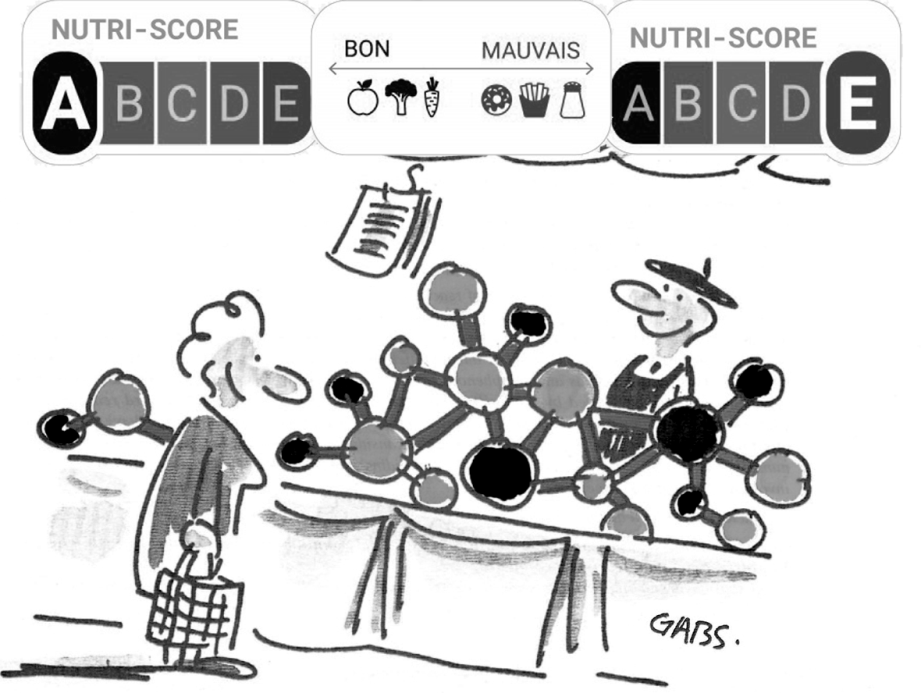 NUTRI-SCORE
A B C D E
BON MAUVAIS
NUTRI-SCORE
A B C D E
GABS.